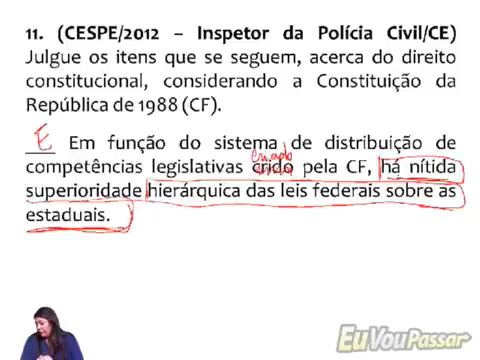 11. (CESPE/2012 – Inspetor da Polícia Civil/CE)
Julgue os itens que se seguem, acerca do direito
constitucional, considerando a Constituição da
República de 1988 (CF).
E
criado
___ Em função do sistema de distribuição de
competências legislativas crido pela CF, há nítida
superioridade hierárquica das leis federais sobre as
estaduais.
EuVouPassar